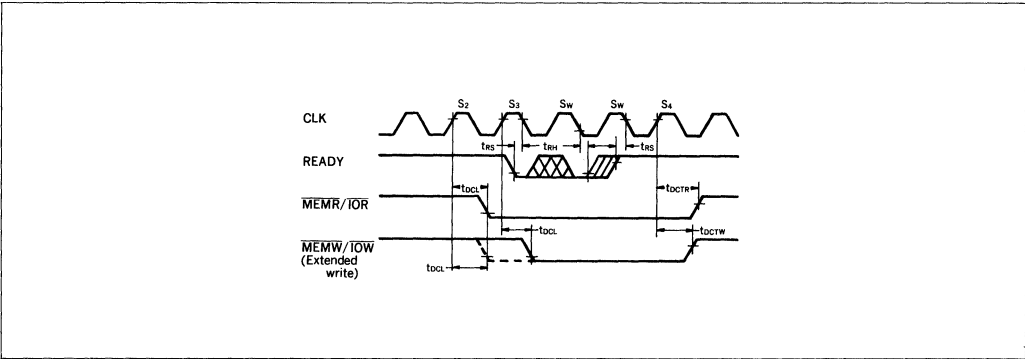 S2 S3 SW SW S4
CLK
tRS tRH tRS
READY
tDCL tDCTR
MEMR/IOR
tDCL tDCTW
MEMW/IOW
(Extended
write)
tDCL